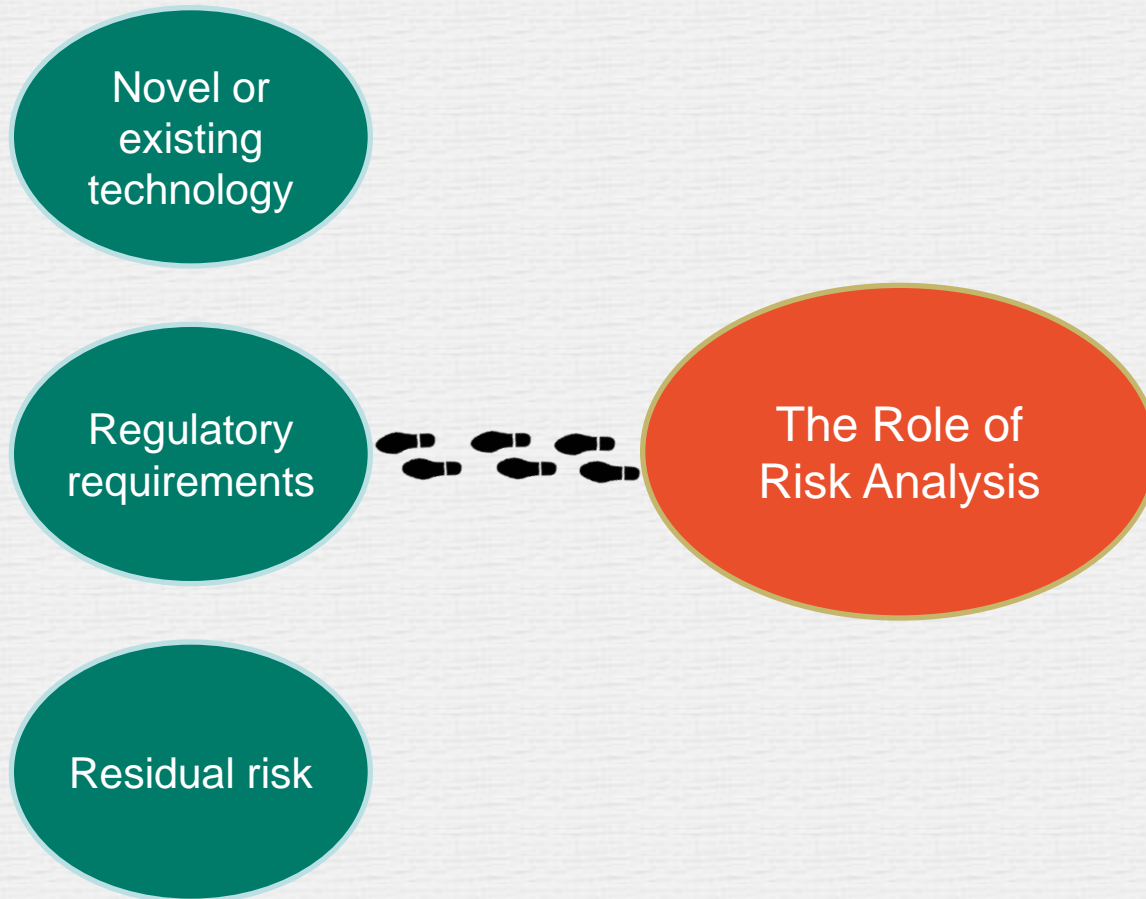 Novel or
existing
technology
Regulatory
requirements
Residual risk
The Role of
Risk Analysis